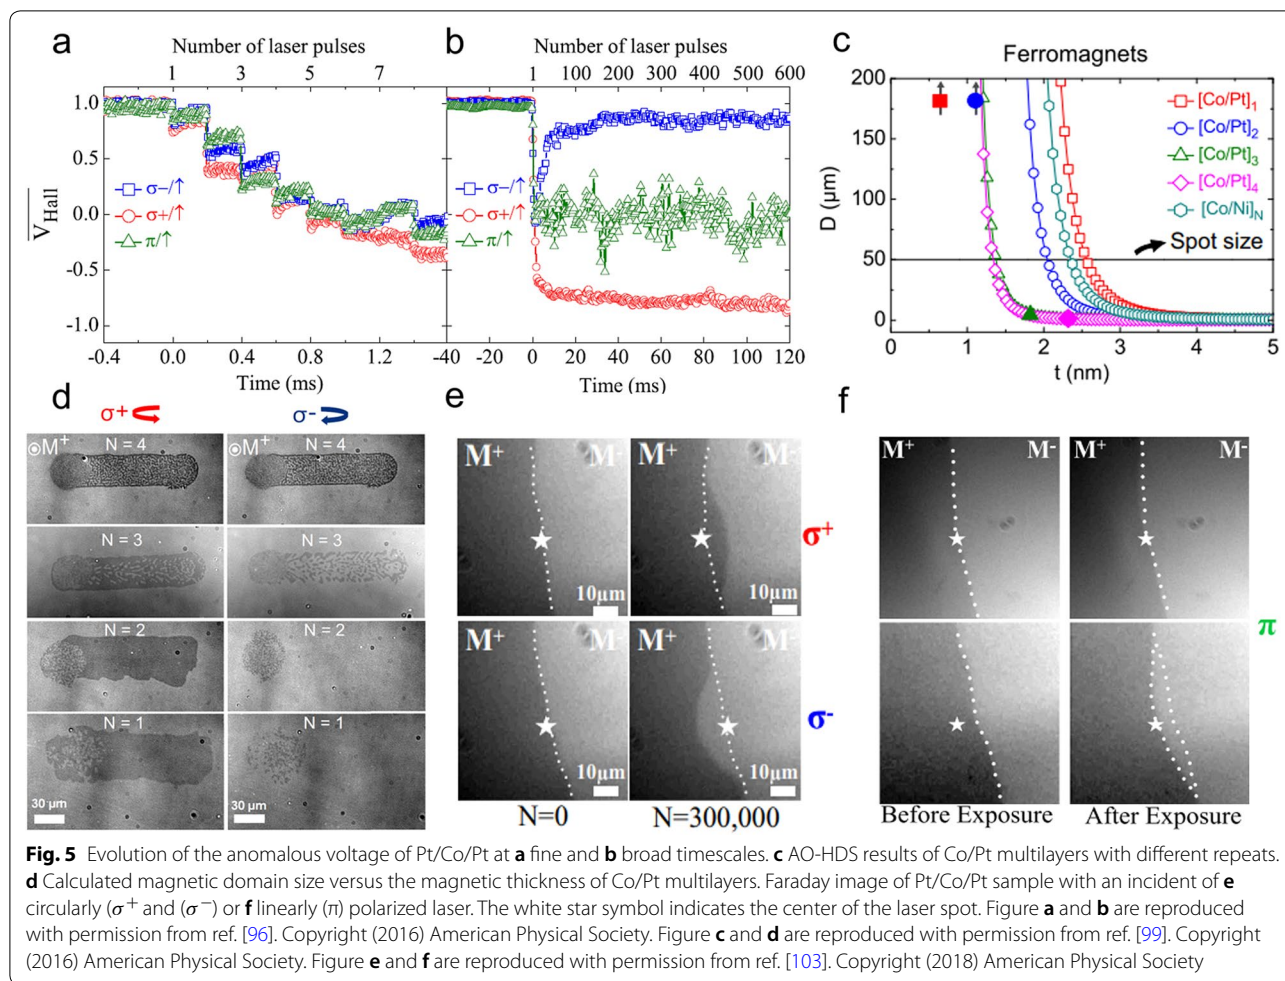 a
Number of laser pulses
1 3 5 7
1.0
0.5
0.0
-0.5
-1.0
V̅Hall
σ−/↑
σ+/↑
π/↑
-0.4 0.0 0.4 0.8 1.2
Time (ms)
b
Number of laser pulses
1 150 300 450 600
σ−/↑
σ+/↑
π/↑
-40 0 40 80 120
Time (ms)
c
Ferromagnets
200
150
100
50
0
D (μm)
[Co/Pt]1
[Co/Pt]2
[Co/Pt]3
[Co/Pt]4
[Co/Ni]N
Spot size
0 1 2 3 4 5
t (nm)
d
σ+ σ-
M+ N = 4 M+ N = 4
N = 3 N = 3
N = 2 N = 2
N = 1 N = 1
30 μm 30 μm
e
M+ M- M+ M-
10μm 10μm
σ+
M+ M- M+ M-
10μm 10μm
σ-
N=0 N=300,000
f
M+ M- M+ M-
π
Before Exposure After Exposure
Fig. 5 Evolution of the anomalous voltage of Pt/Co/Pt at a fine and b broad timescales. c AO-HDS results of Co/Pt multilayers with different repeats.
d Calculated magnetic domain size versus the magnetic thickness of Co/Pt multilayers. Faraday image of Pt/Co/Pt sample with an incident of e
circularly (σ+ and (σ−) or f linearly (π) polarized laser. The white star symbol indicates the center of the laser spot. Figure a and b are reproduced
with permission from ref. [96]. Copyright (2016) American Physical Society. Figure c and d are reproduced with permission from ref. [99]. Copyright
(2016) American Physical Society. Figure e and f are reproduced with permission from ref. [103]. Copyright (2018) American Physical Society